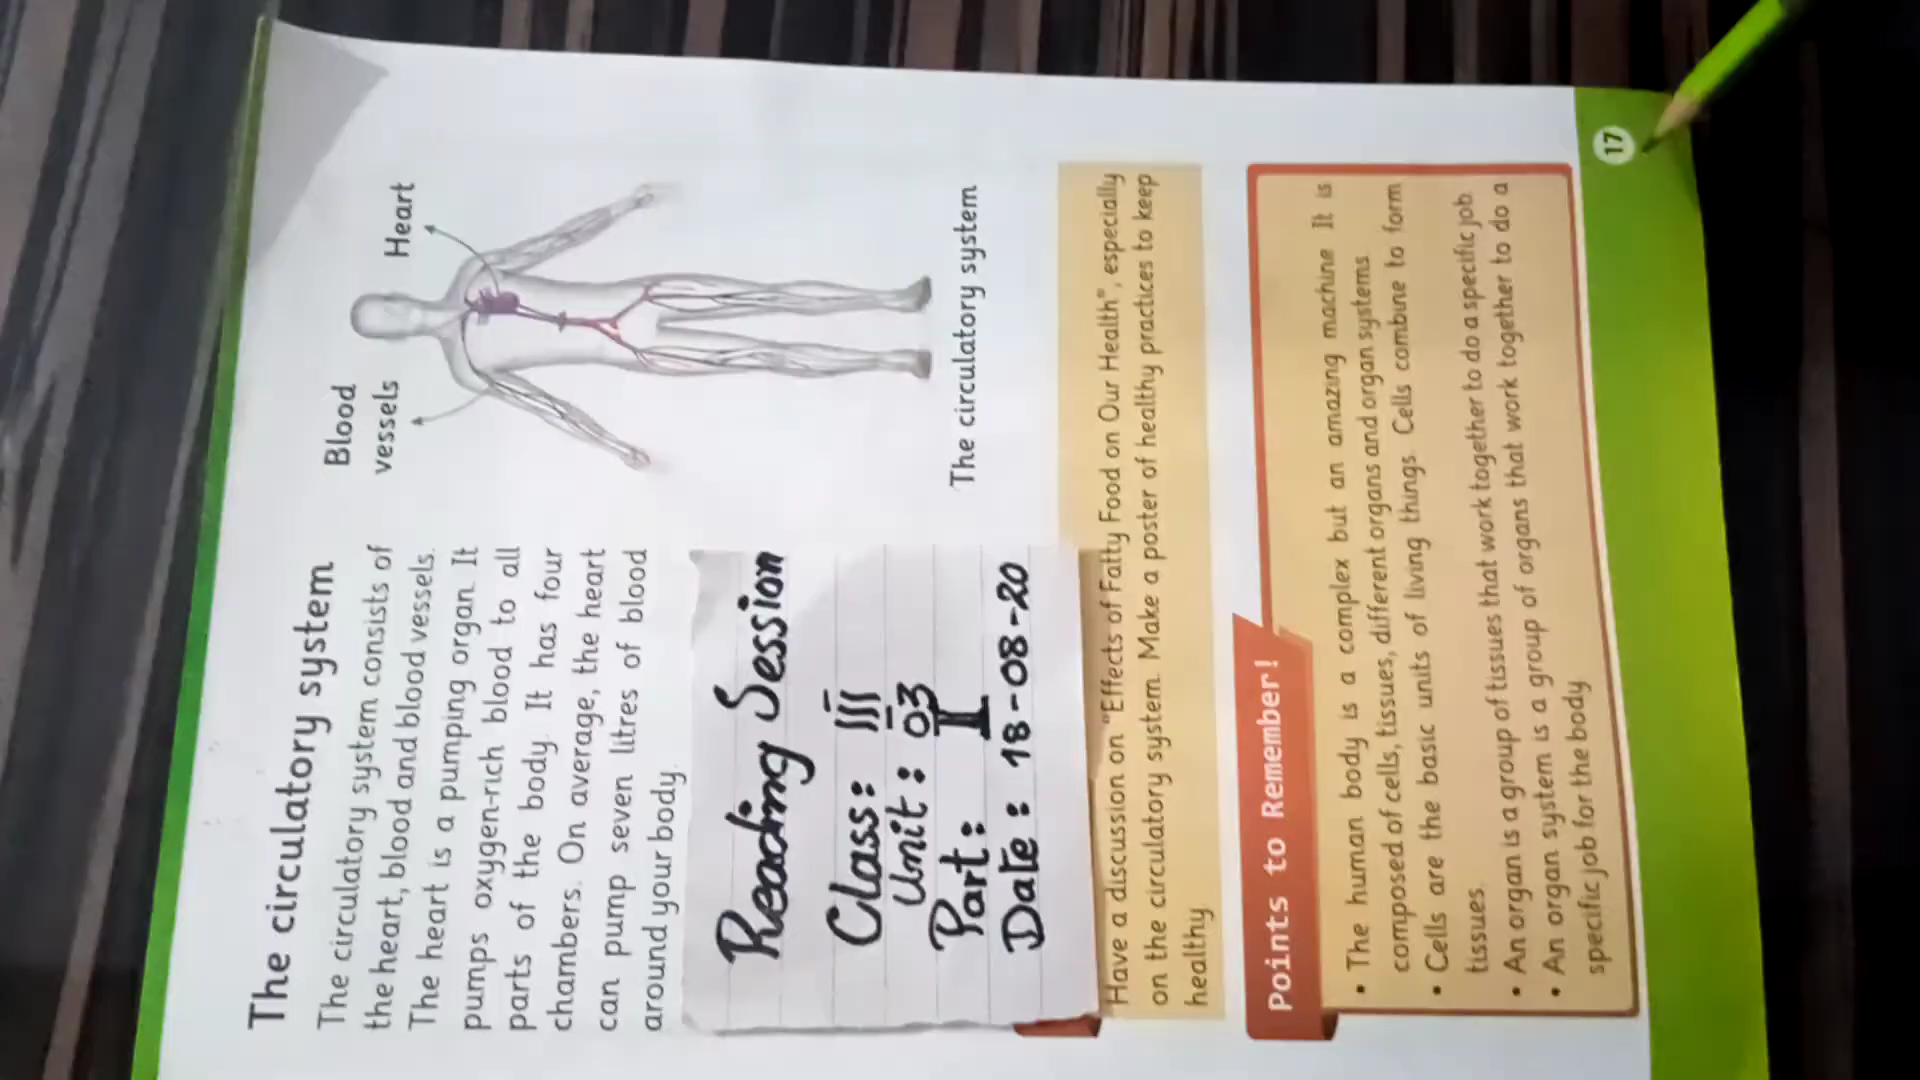 The circulatory system
The circulatory system consists of
the heart, blood and blood vessels.
The heart is a pumping organ. It
pumps oxygen-rich blood to all
parts of the body. It has four
chambers. On average, the heart
can pump seven litres of blood
around your body.
Blood
vessels
Heart
The circulatory system
Reading Session
Class: III
Unit: 03
Part: I
Date: 18-08-20
Have a discussion on "Effects of Fatty Food on Our Health", especially
on the circulatory system. Make a poster of healthy practices to keep
healthy
Points to Remember!
• The human body is a complex but an amazing machine It is
composed of cells, tissues, different organs and organ systems
• Cells are the basic units of living things. Cells combine to form
tissues.
• An organ is a group of tissues that work together to do a specific job
• An organ system is a group of organs that work together to do a
specific job for the body
17